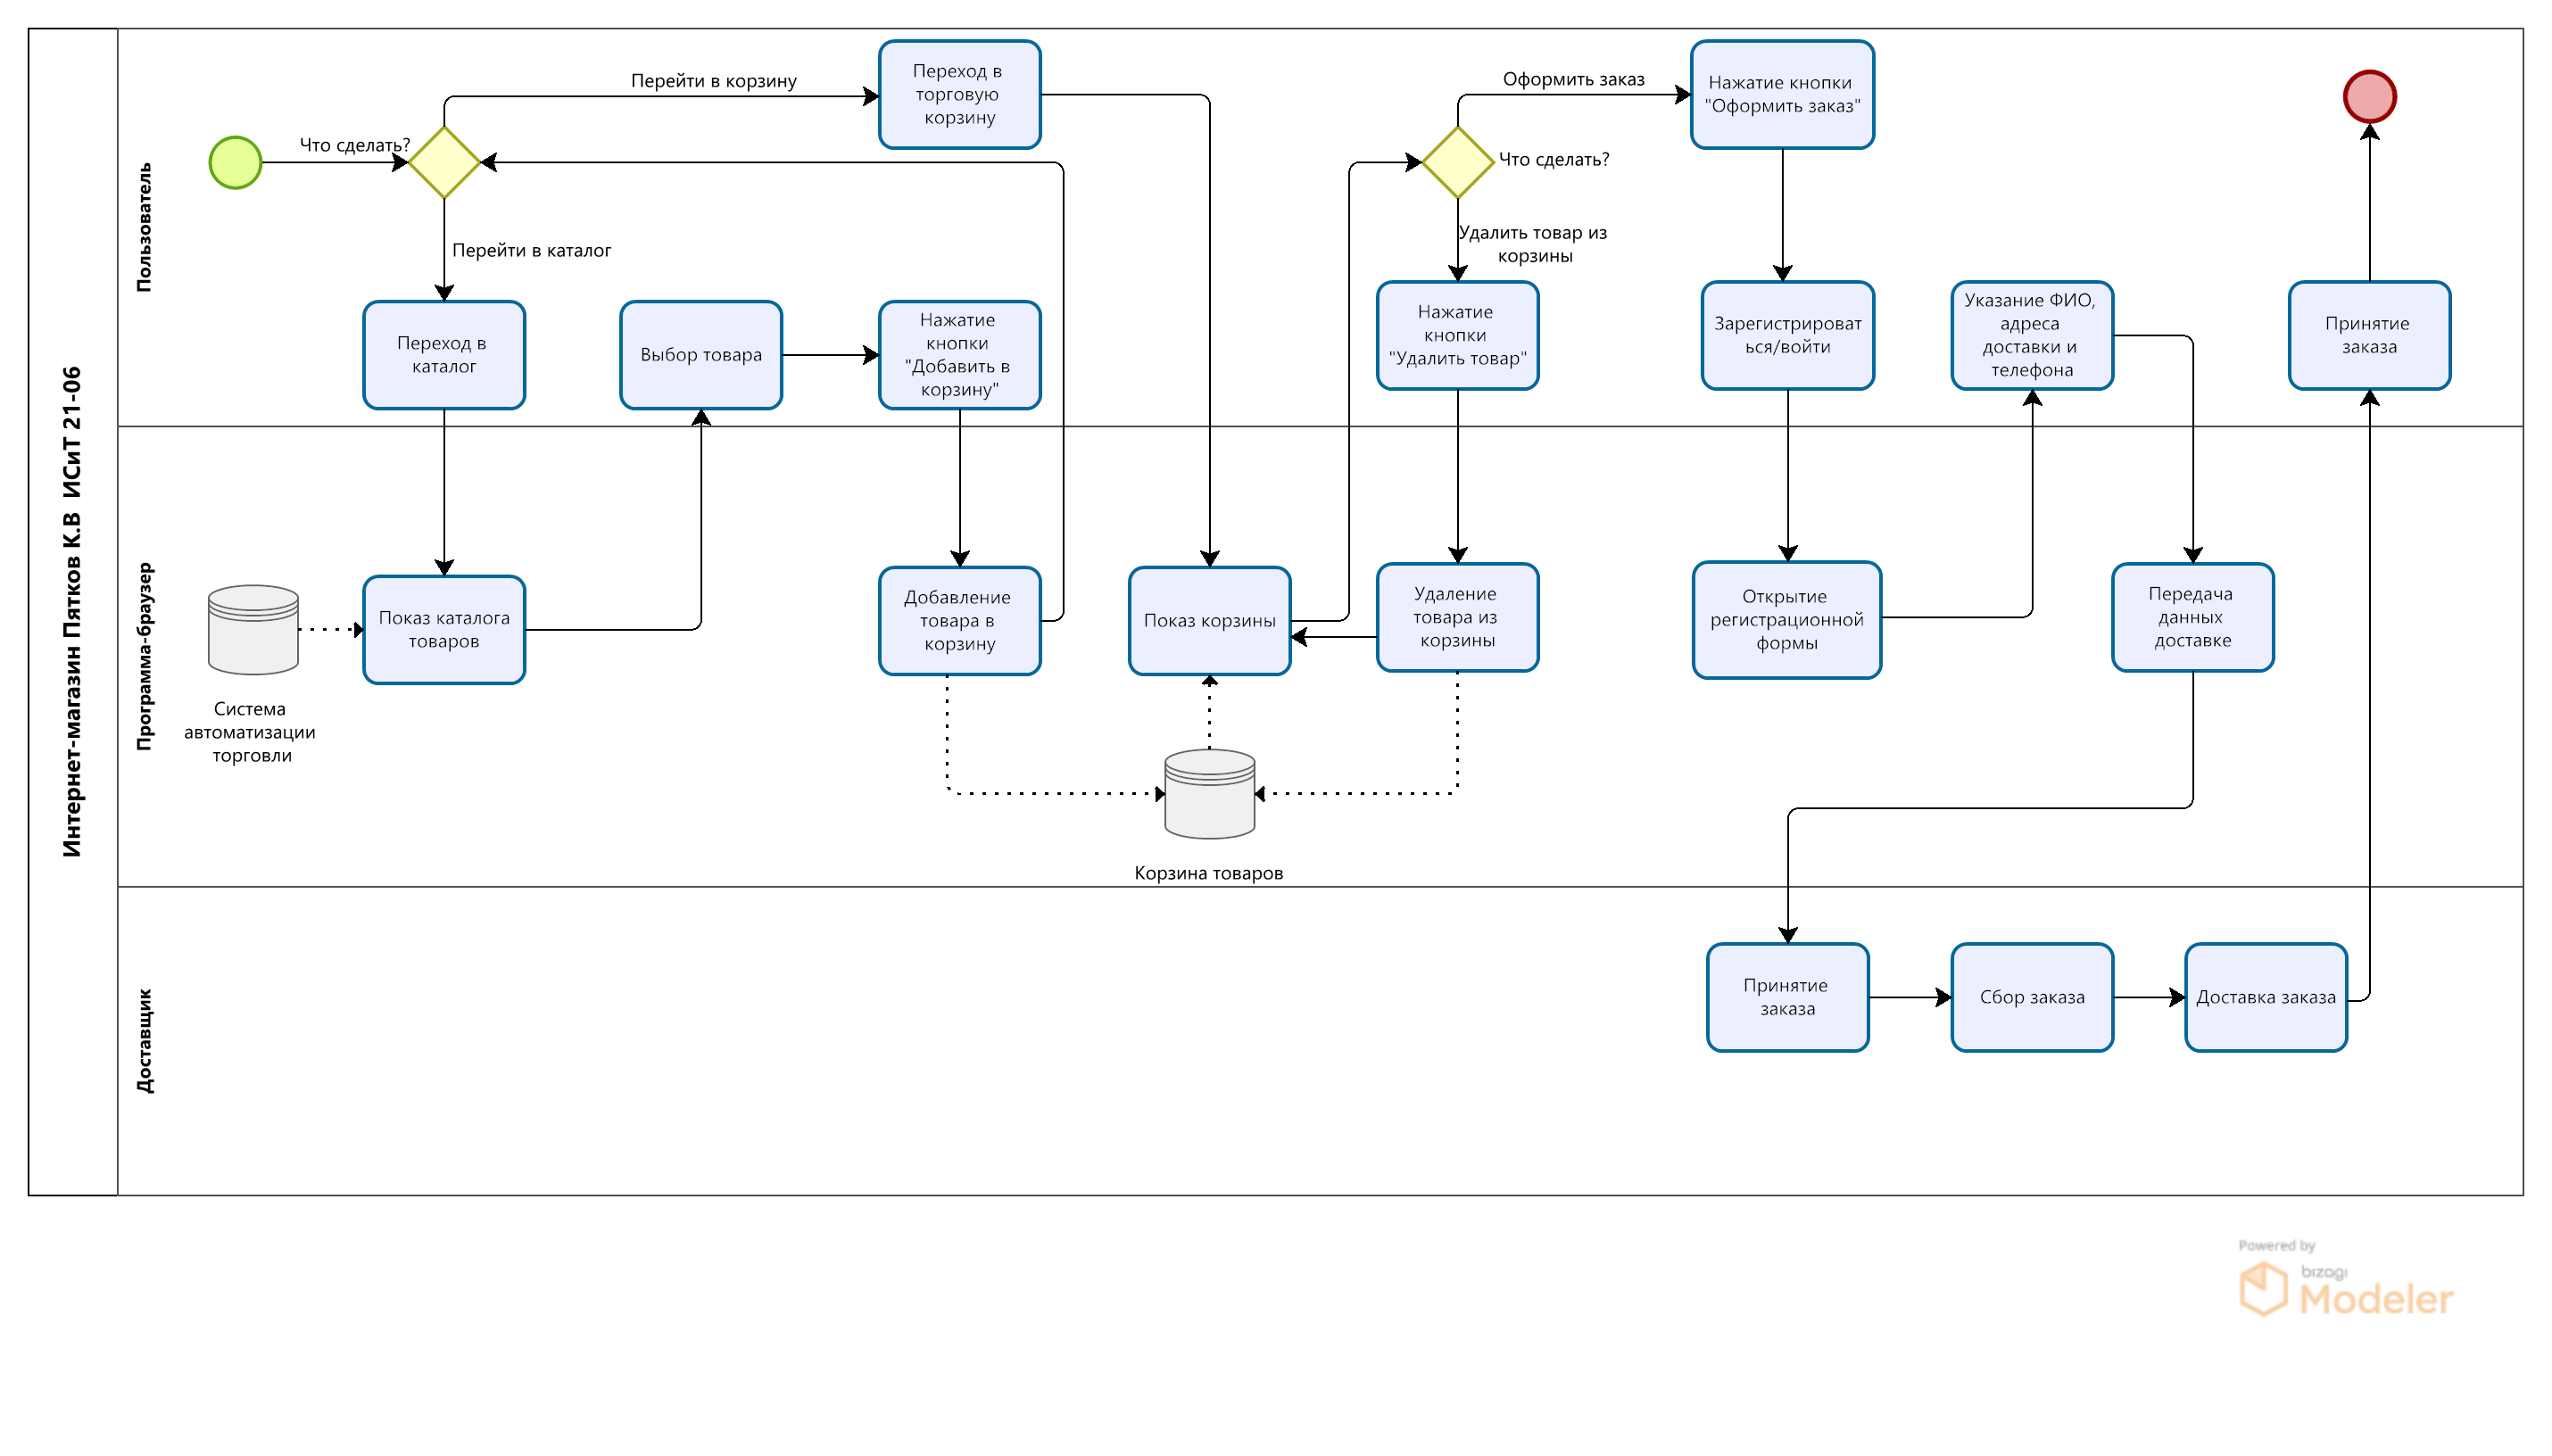 Интернет-магазин Пятков К.В  ИСиТ 21-06
Пользователь
Что сделать?
Перейти в корзину
Переход в
торговую
корзину
Перейти в каталог
Переход в
каталог
Выбор товара
Нажатие
кнопки
"Добавить в
корзину"
Оформить заказ
Что сделать?
Нажатие кнопки
"Оформить заказ"
Удалить товар из
корзины
Нажатие
кнопки
"Удалить товар"
Зарегистрироват
ься/войти
Указание ФИО,
адреса
доставки и
телефона
Принятие
заказа
Программа-браузер
Система
автоматизации
торговли
Показ каталога
товаров
Добавление
товара в
корзину
Показ корзины
Удаление
товара из
корзины
Корзина товаров
Открытие
регистрационной
формы
Передача
данных
доставке
Доставщик
Принятие
заказа
Сбор заказа
Доставка заказа
Powered by
bizagi
Modeler